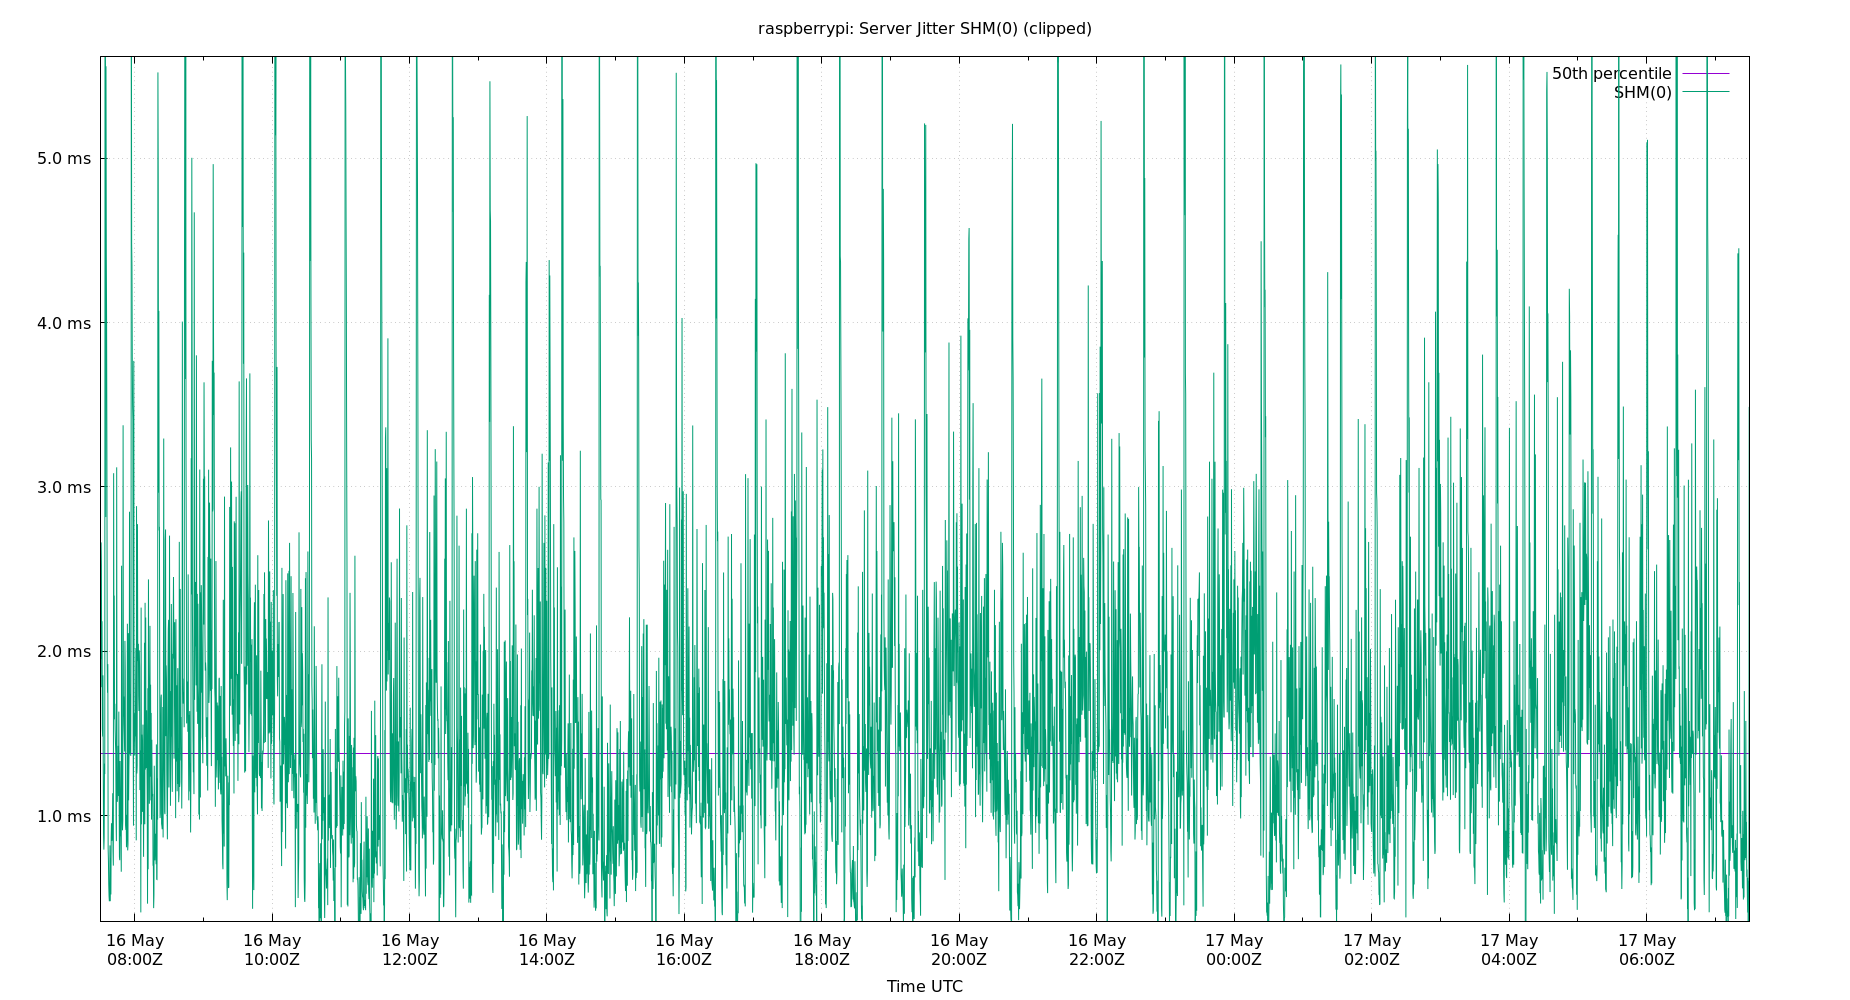 raspberrypi: Server Jitter SHM(0) (clipped)
50th percentile
SHM(0)
5.0 ms
4.0 ms
3.0 ms
2.0 ms
1.0 ms
16 May 16 May 16 May 16 May 16 May 16 May 16 May 16 May 17 May 17 May 17 May 17 May
08:00Z 10:00Z 12:00Z 14:00Z 16:00Z 18:00Z 20:00Z 22:00Z 00:00Z 02:00Z 04:00Z 06:00Z
Time UTC